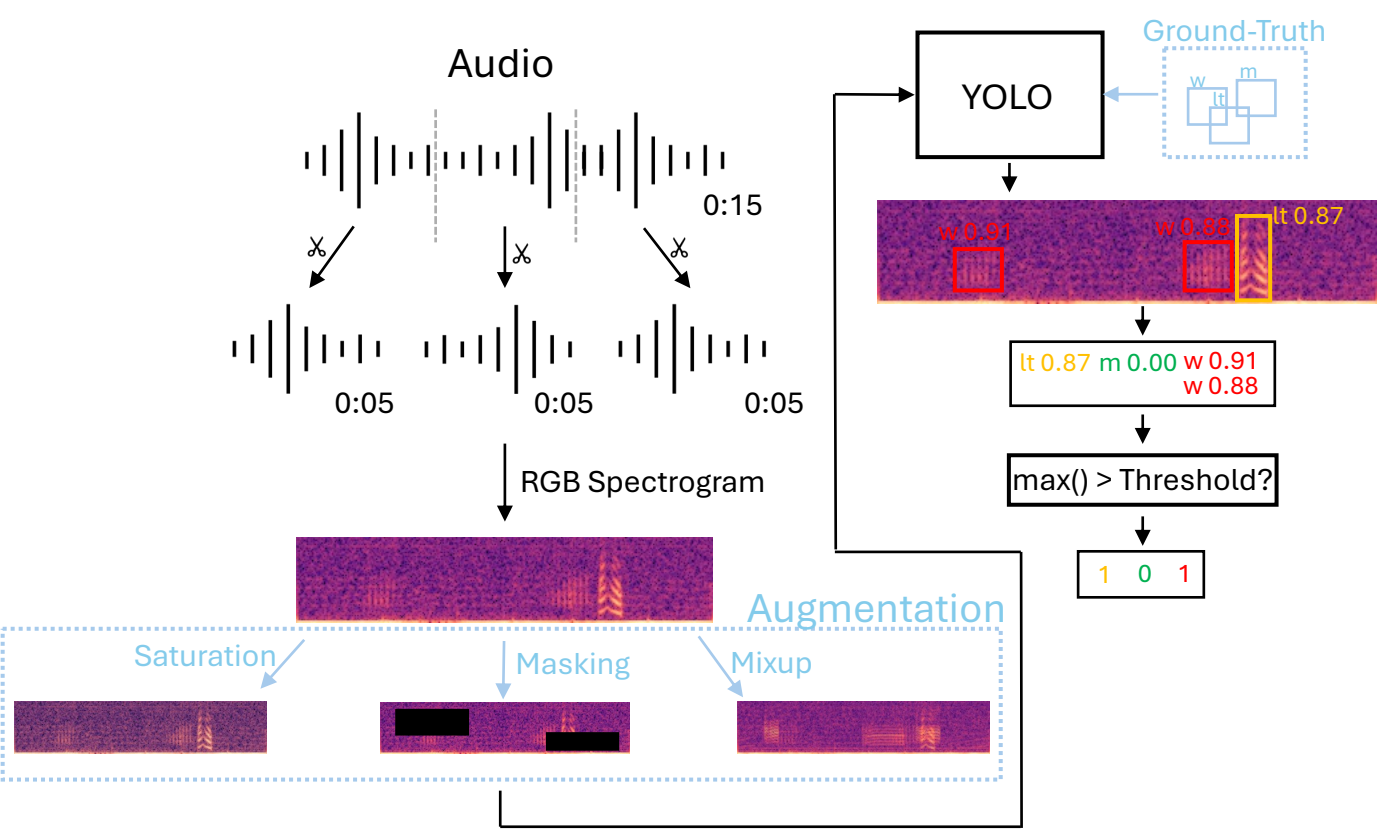 Audio
0:15
0:05
0:05
0:05
RGB Spectrogram
Augmentation
Saturation
Masking
Mixup
YOLO
Ground-Truth
w
m
lt
w 0.91
w 0.88
lt 0.87
lt 0.87 m 0.00 w 0.91
w 0.88
max() > Threshold?
1 0 1